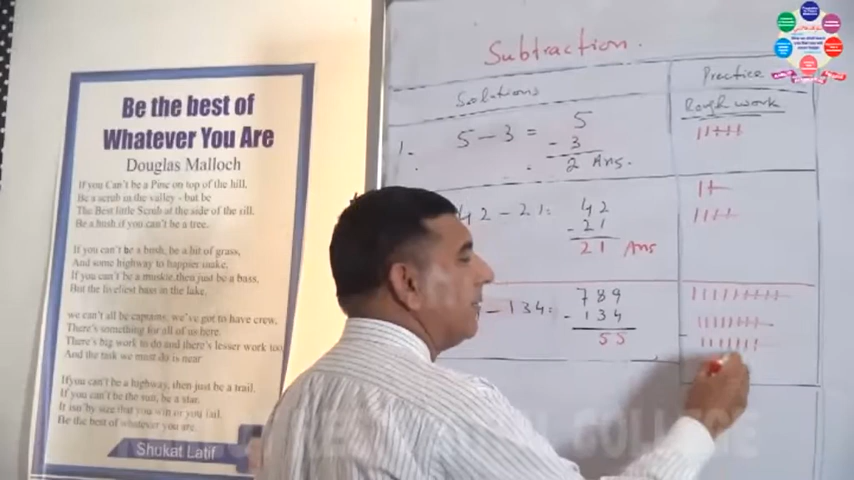 Be the best of
Whatever You Are
Douglas Malloch
If you Can't be a Pine on top of the hill,
Be a scrub in the valley - but be
The Best little Scrub at the side of the rill.
Be a bush if you can't be a tree.
If you can't be a bush, be a bit of grass,
And some highway to happier make.
If you can't be a muskie then just be a bass,
But the liveliest bass in the lake.
we can't all be captains, we've got to have crew,
There's something for all of us here.
There's big work to do and there's lesser work too
And the task we must do is near
If you can't be a highway, then just be a trail.
If you can't be the sun, be a star.
It isn't by size that you win or you fail.
Be the best of whatever you are.
Shukat Latif
Subtraction.
Solutions
Practice
Rough work
1. 5 - 3 = 5
- 3
2 Ans.
42 - 21: 42
- 21
21 Ans
- 134: 789
- 134
55